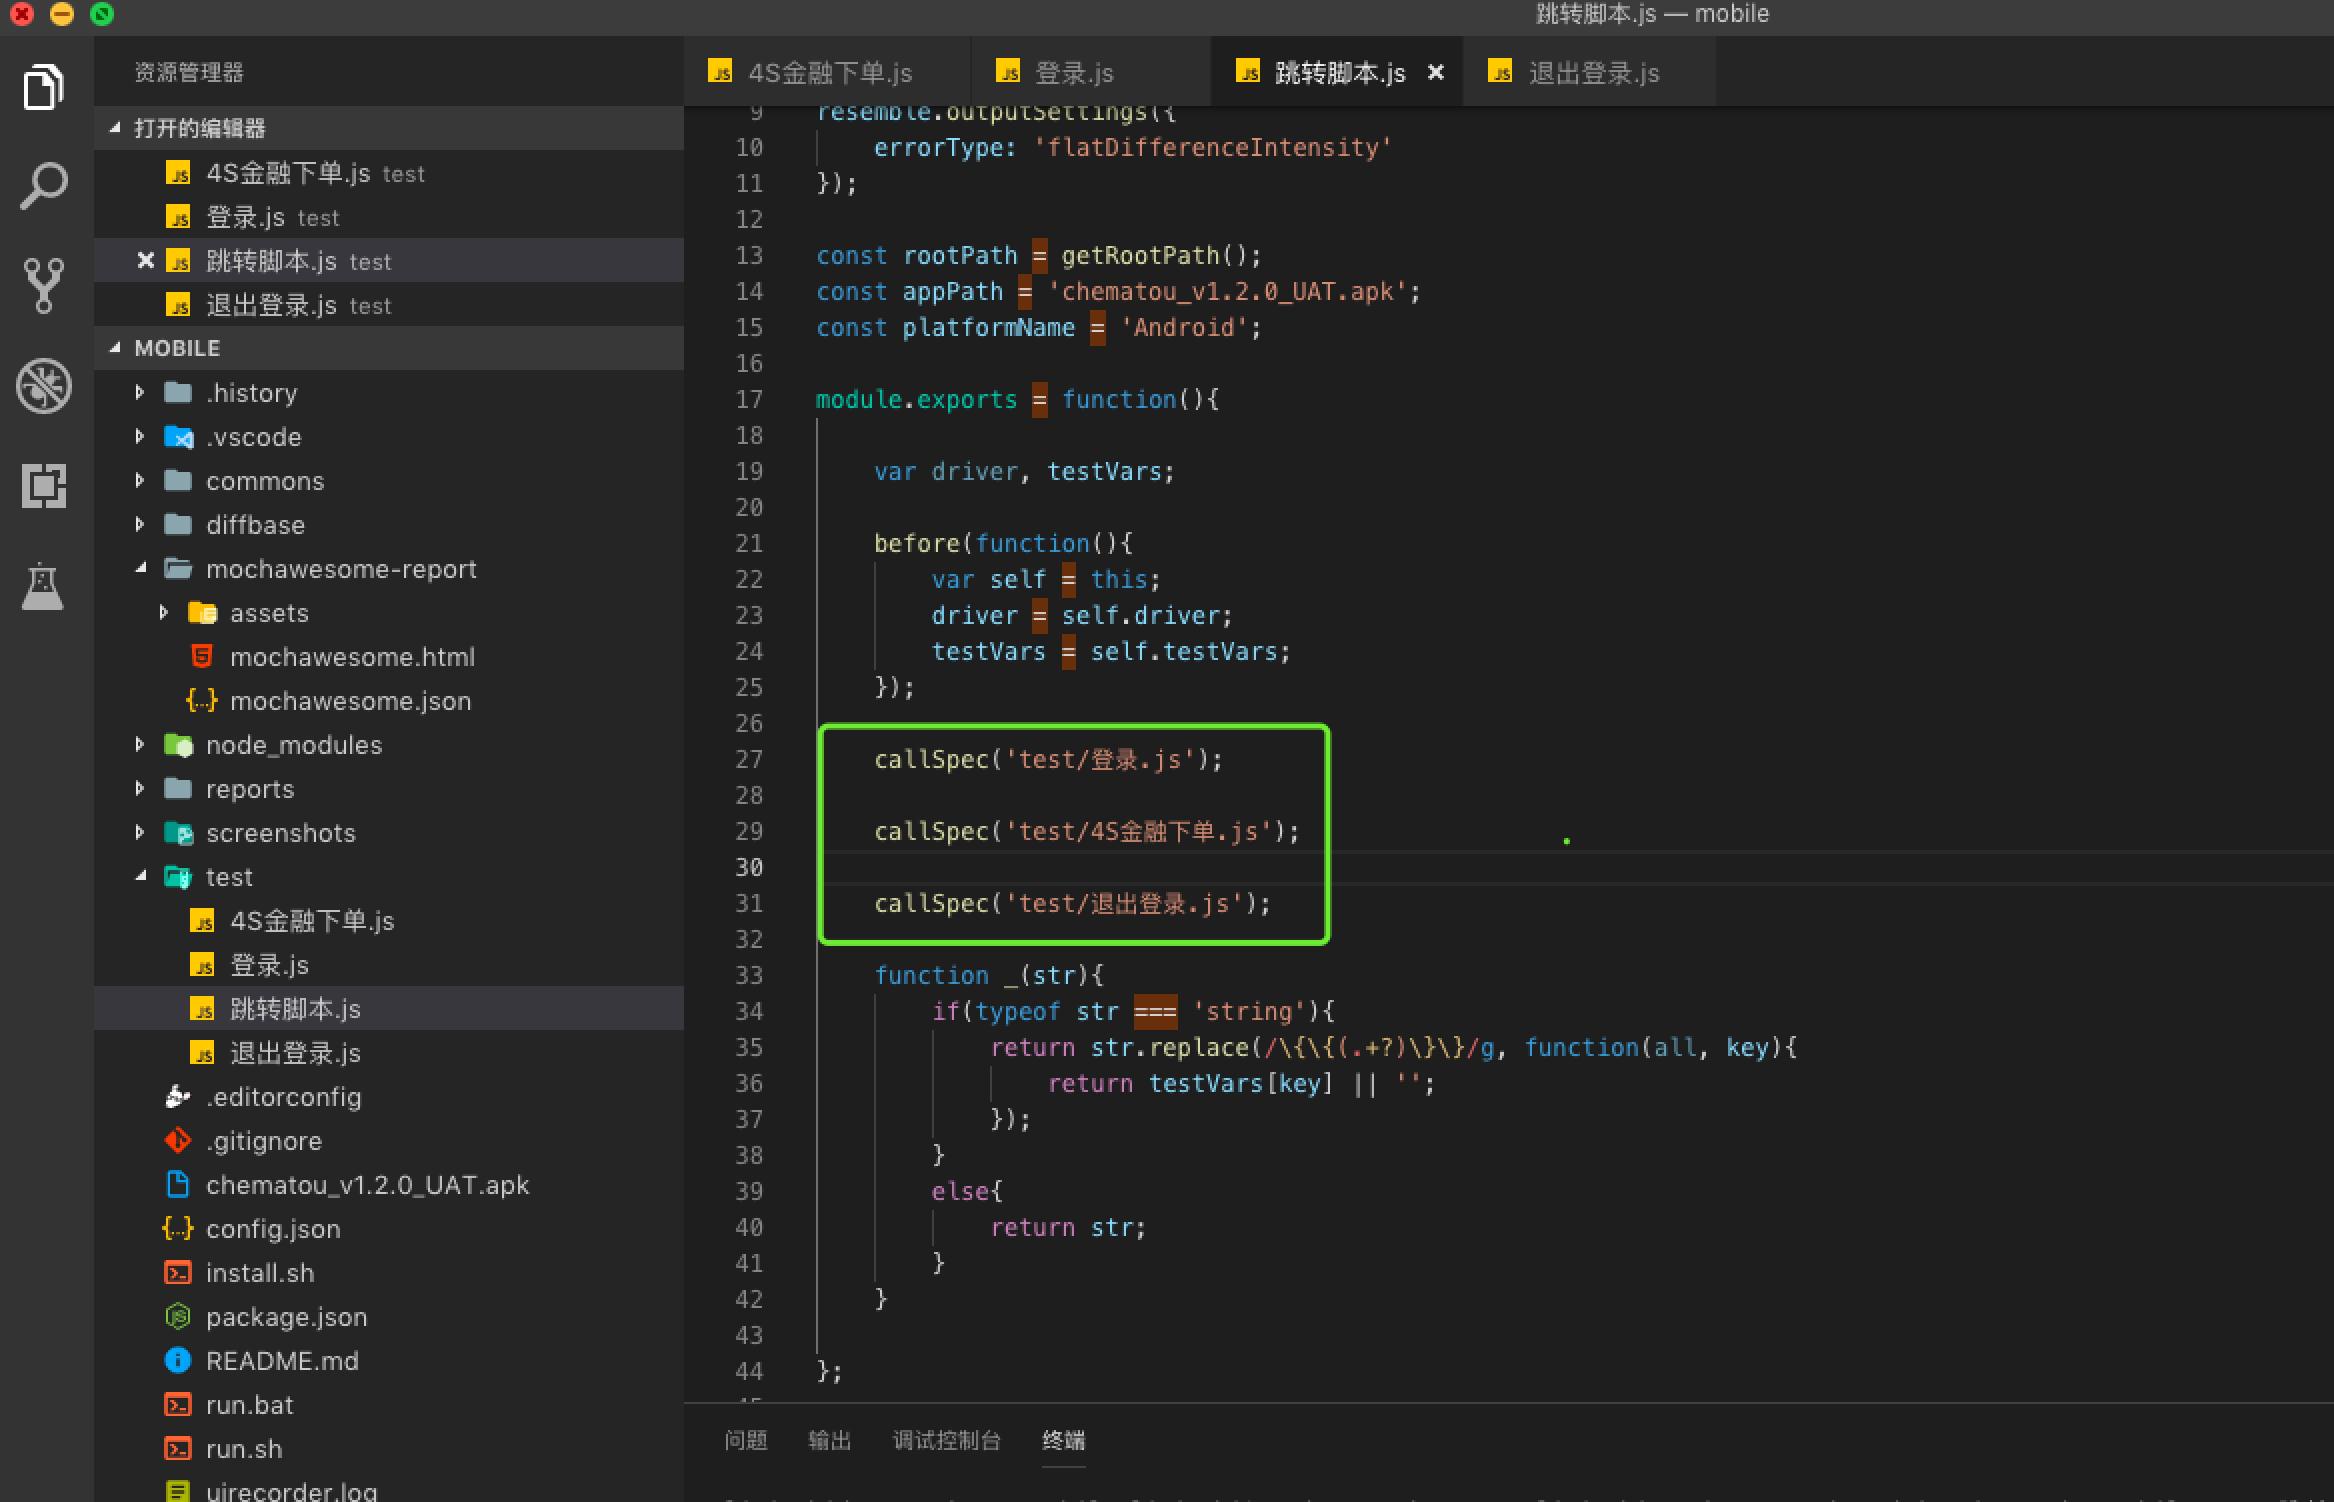 跳转脚本.js — mobile
资源管理器
打开的编辑器
4S金融下单.js test
登录.js test
跳转脚本.js test
退出登录.js test
MOBILE
.history
.vscode
commons
diffbase
mochawesome-report
assets
mochawesome.html
mochawesome.json
node_modules
reports
screenshots
test
4S金融下单.js
登录.js
跳转脚本.js
退出登录.js
.editorconfig
.gitignore
chematou_v1.2.0_UAT.apk
config.json
install.sh
package.json
README.md
run.bat
run.sh
uirecorder.log
4S金融下单.js 登录.js 跳转脚本.js 退出登录.js
9 resemble.outputSettings({
10 errorType: 'flatDifferenceIntensity'
11 });
12
13 const rootPath = getRootPath();
14 const appPath = 'chematou_v1.2.0_UAT.apk';
15 const platformName = 'Android';
16
17 module.exports = function(){
18
19 var driver, testVars;
20
21 before(function(){
22 var self = this;
23 driver = self.driver;
24 testVars = self.testVars;
25 });
26
27 callSpec('test/登录.js');
28
29 callSpec('test/4S金融下单.js');
30
31 callSpec('test/退出登录.js');
32
33 function _(str){
34 if(typeof str === 'string'){
35 return str.replace(/\{\{(.+?)\}\}/g, function(all, key){
36 return testVars[key] || '';
37 });
38 }
39 else{
40 return str;
41 }
42 }
43
44 };
问题 输出 调试控制台 终端